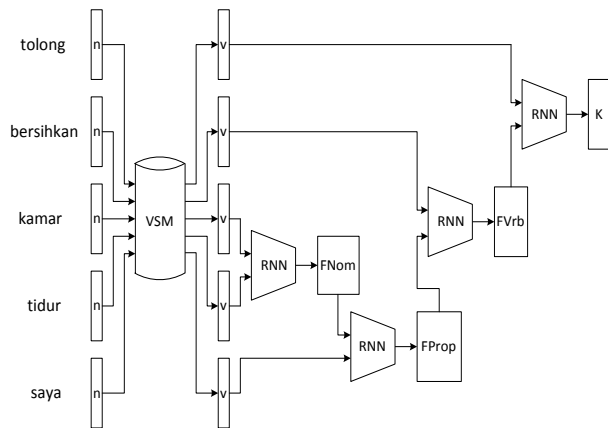 tolong
n
v
RNN
K
bersihkan
n
v
kamar
n
VSM
v
RNN
FVrb
RNN
FNom
tidur
n
v
RNN
FProp
saya
n
v